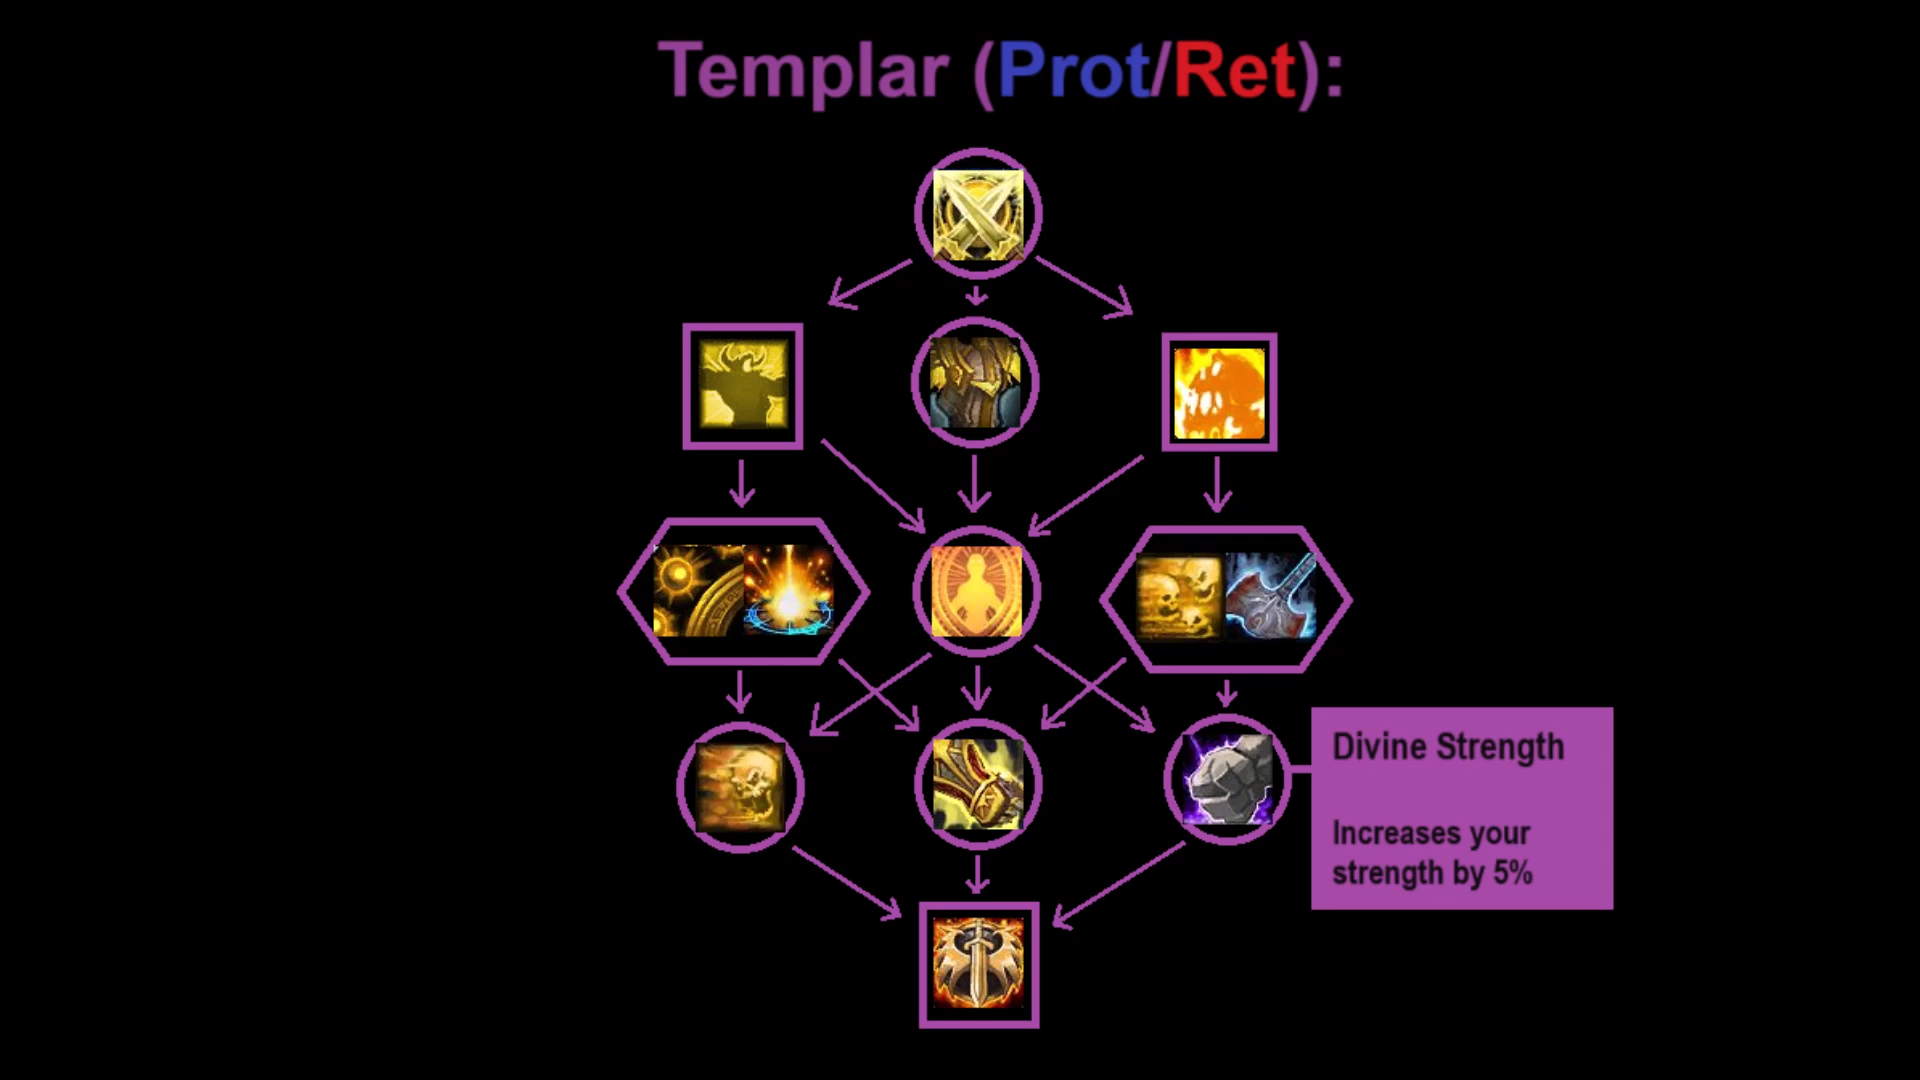 Templar (Prot/Ret):
Divine Strength
Increases your
strength by 5%